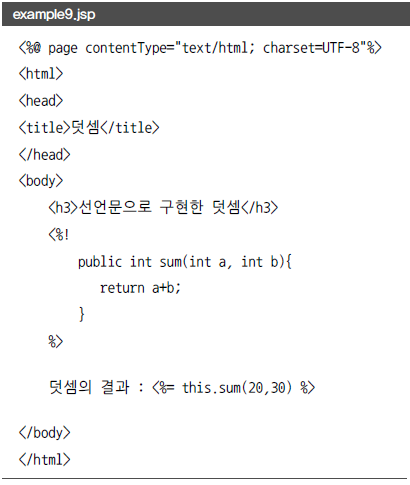 example9.jsp
<%@ page contentType="text/html; charset=UTF-8"%>
<html>
<head>
<title>덧셈</title>
</head>
<body>
<h3>선언문으로 구현한 덧셈</h3>
<%!
public int sum(int a, int b){
return a+b;
}
%>
덧셈의 결과 : <%= this.sum(20,30) %>
</body>
</html>